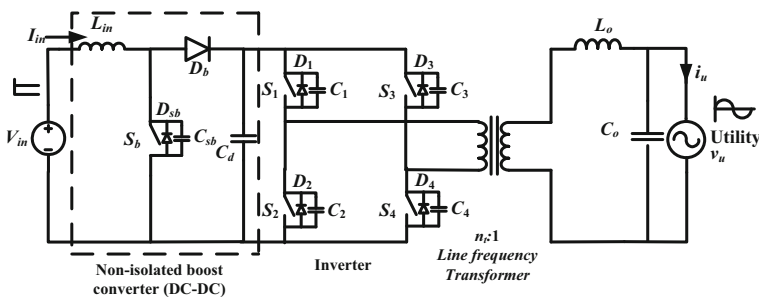 I_in
L_in
D_b
D_1
D_3
L_o
S_1
C_1
S_3
C_3
i_u
V_in
S_b
D_sb
C_sb
C_d
C_o
Utility
v_u
D_2
D_4
S_2
C_2
S_4
C_4
n_t:1
Line frequency
Transformer
Non-isolated boost
converter (DC-DC)
Inverter